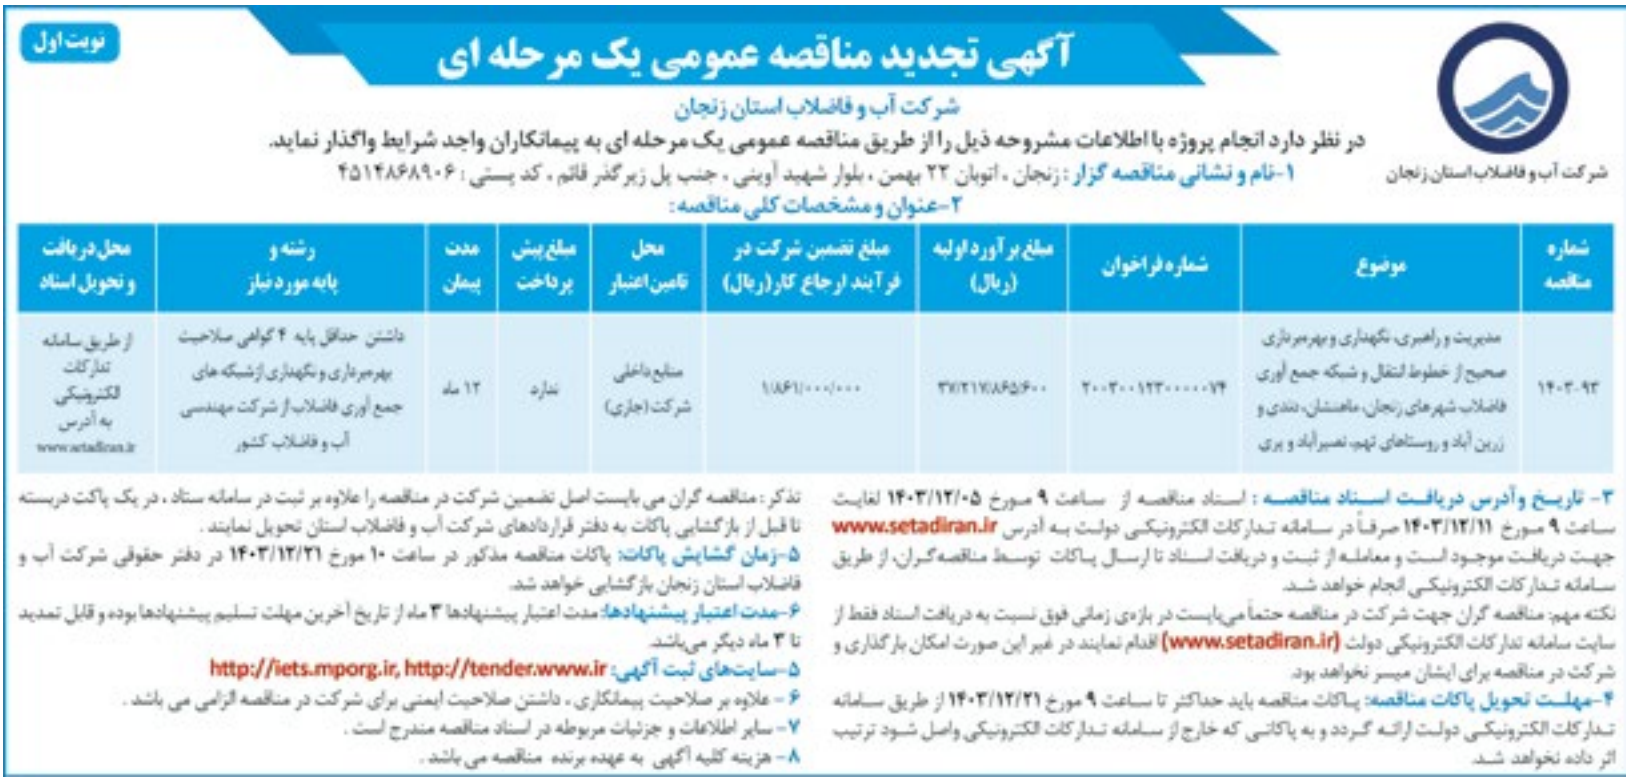 نوبت اول
آگهی تجدید مناقصه عمومی یک مرحله ای
شرکت آب و فاضلاب استان زنجان
شرکت آب و فاضلاب استان زنجان
در نظر دارد انجام پروژه با اطلاعات مشروحه ذیل را از طریق مناقصه عمومی یک مرحله ای به پیمانکاران واجد شرایط واگذار نماید.
۱-نام و نشانی مناقصه گزار : زنجان ، اتوبان ۲۲ بهمن ، بلوار شهید آوینی ، جنب پل زیرگذر قائم ، کد پستی : ۴۵۱۴۸۶۸۹۰۶
۲-عنوان و مشخصات کلی مناقصه :
شماره مناقصه
موضوع
شماره فراخوان
مبلغ برآورد اولیه (ریال)
مبلغ تضمین شرکت در فرآیند ارجاع کار (ریال)
محل تامین اعتبار
مبلغ پیش پرداخت
مدت پیمان
رشته و پایه مورد نیاز
محل دریافت و تحویل اسناد
۱۴۰۳-۹۳
مدیریت و راهبری، نگهداری و بهره‌برداری
صحیح از خطوط انتقال و شبکه جمع آوری
فاضلاب شهرهای زنجان، ماهنشان، دندی و
زرین آباد و روستاهای تهم، نصیرآباد و پری
۲۰۰۳۰۰۱۲۳۰۰۰۰۰۷۴
۳۷/۲۱۷/۸۶۵/۶۰۰
۱/۸۶۱/۰۰۰/۰۰۰
منابع داخلی
شرکت (جاری)
ندارد
۱۲ ماه
داشتن حداقل پایه ۴ گواهی صلاحیت
بهره‌برداری و نگهداری از شبکه های
جمع آوری فاضلاب از شرکت مهندسی
آب و فاضلاب کشور
از طریق سامانه
تدارکات
الکترونیکی
به آدرس
www.setadiran.ir
۳- تاریخ و آدرس دریافت اسناد مناقصه : اسناد مناقصه از ساعت ۹ مورخ ۱۴۰۳/۱۲/۰۵ لغایت
ساعت ۹ مورخ ۱۴۰۳/۱۲/۱۱ صرفاً در سامانه تدارکات الکترونیکی دولت به آدرس www.setadiran.ir
جهت دریافت موجود است و معامله از ثبت و دریافت اسناد تا ارسال پاکات توسط مناقصه‌گران، از طریق
سامانه تدارکات الکترونیکی انجام خواهد شد.
نکته مهم: مناقصه گران جهت شرکت در مناقصه حتماً می‌بایست در بازه‌ی زمانی فوق نسبت به دریافت اسناد فقط از
سایت سامانه تدارکات الکترونیکی دولت (www.setadiran.ir) اقدام نمایند در غیر این صورت امکان بارگذاری و
شرکت در مناقصه برای ایشان میسر نخواهد بود.
۴-مهلت تحویل پاکات مناقصه: پاکات مناقصه باید حداکثر تا ساعت ۹ مورخ ۱۴۰۳/۱۲/۲۱ از طریق سامانه
تدارکات الکترونیکی دولت ارائه گردد و به پاکاتی که خارج از سامانه تدارکات الکترونیکی واصل شود ترتیب
اثر داده نخواهد شد.
تذکر : مناقصه گران می بایست اصل تضمین شرکت در مناقصه را علاوه بر ثبت در سامانه ستاد ، در یک پاکت دربسته
تا قبل از بازگشایی پاکات به دفتر قراردادهای شرکت آب و فاضلاب استان تحویل نمایند .
۵-زمان گشایش پاکات: پاکات مناقصه مذکور در ساعت ۱۰ مورخ ۱۴۰۳/۱۲/۲۱ در دفتر حقوقی شرکت آب و
فاضلاب استان زنجان بازگشایی خواهد شد.
۶-مدت اعتبار پیشنهادها: مدت اعتبار پیشنهادها ۳ ماه از تاریخ آخرین مهلت تسلیم پیشنهادها بوده و قابل تمدید
تا ۳ ماه دیگر می‌باشد.
۵-سایت‌های ثبت آگهی: http://iets.mporg.ir, http://tender.www.ir
۶- علاوه بر صلاحیت پیمانکاری ، داشتن صلاحیت ایمنی برای شرکت در مناقصه الزامی می باشد .
۷- سایر اطلاعات و جزئیات مربوطه در اسناد مناقصه مندرج است .
۸- هزینه کلیه آگهی به عهده برنده مناقصه می باشد .